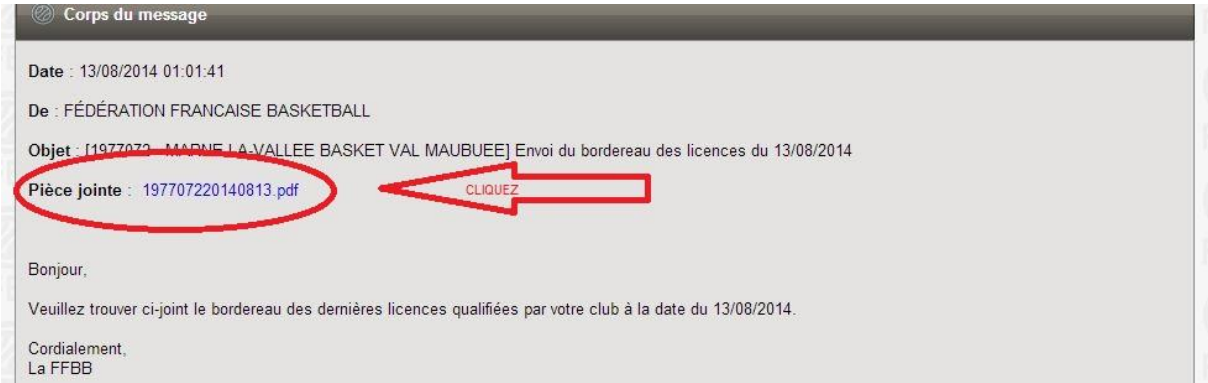 Corps du message
Date : 13/08/2014 01:01:41
De : FÉDÉRATION FRANCAISE BASKETBALL
Objet : [1977072 - MARNE LA-VALLEE BASKET VAL MAUBUEE] Envoi du bordereau des licences du 13/08/2014
Pièce jointe : 197707220140813.pdf
CLIQUEZ
Bonjour,
Veuillez trouver ci-joint le bordereau des dernières licences qualifiées par votre club à la date du 13/08/2014.
Cordialement,
La FFBB